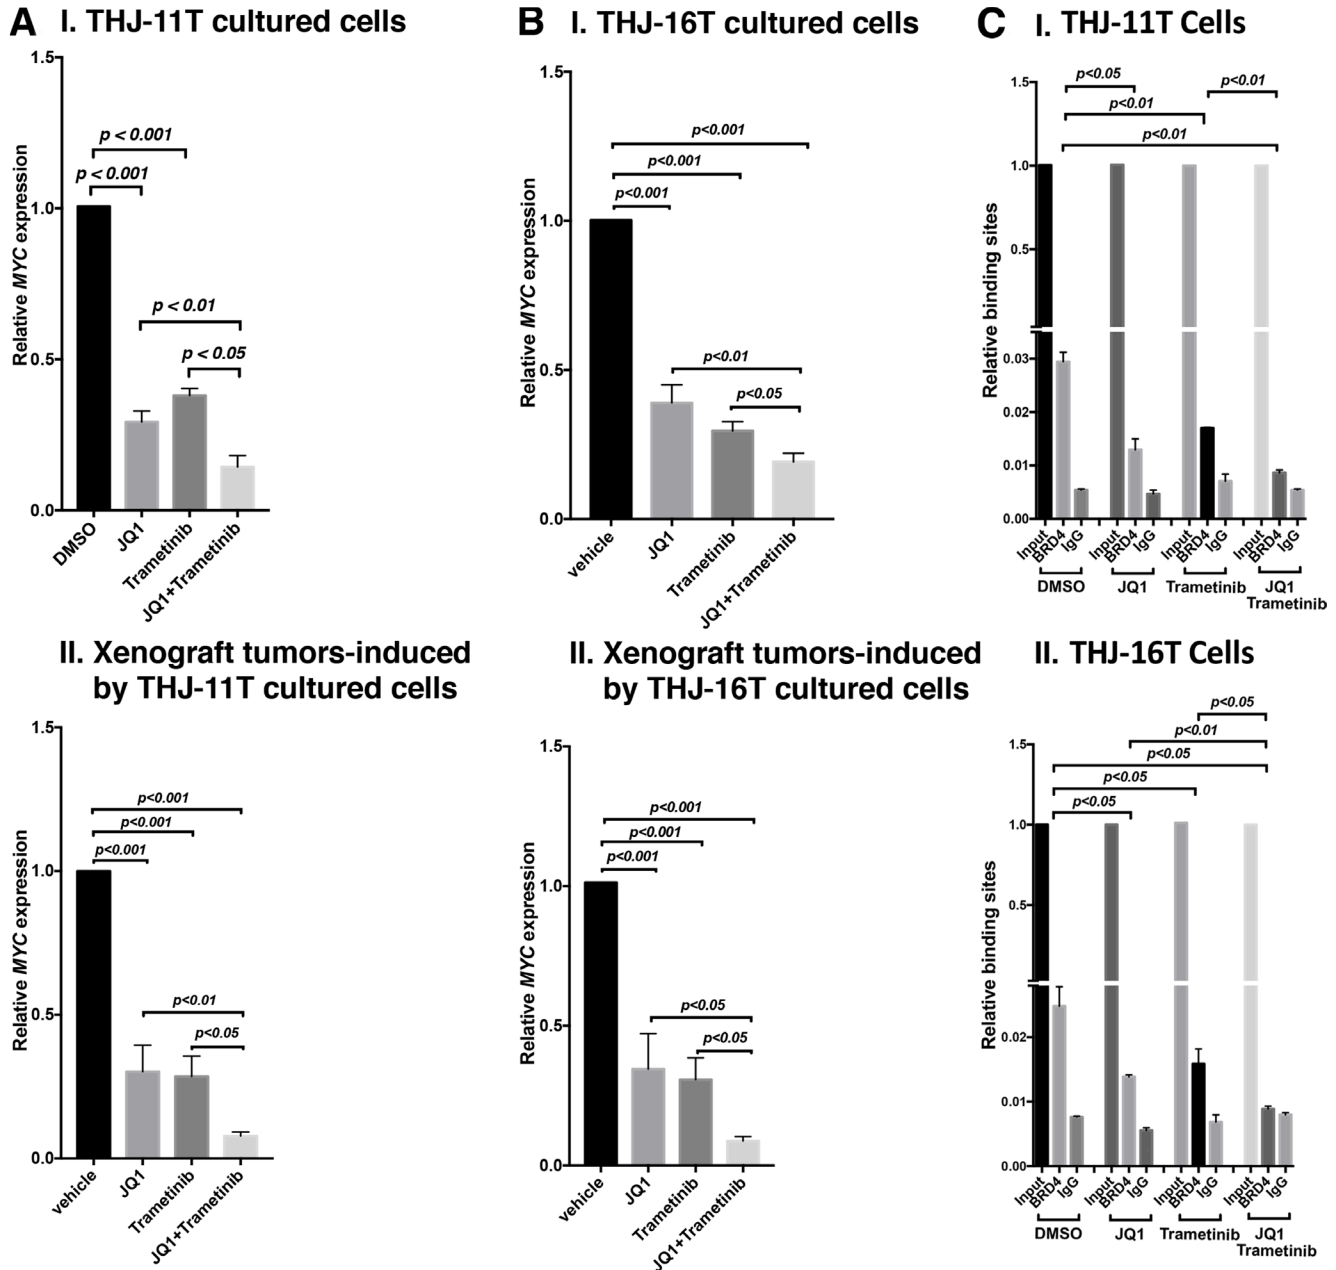 A I. THJ-11T cultured cells
1.5
1.0
0.5
0.0
Relative MYC expression
p < 0.001
p < 0.001
p < 0.01
p < 0.05
DMSO
JQ1
Trametinib
JQ1+Trametinib
II. Xenograft tumors-induced
by THJ-11T cultured cells
1.5
1.0
0.5
0.0
Relative MYC expression
p<0.001
p<0.001
p<0.001
p<0.01
p<0.05
vehicle
JQ1
Trametinib
JQ1+Trametinib
B I. THJ-16T cultured cells
1.5
1.0
0.5
0.0
Relative MYC expression
p<0.001
p<0.001
p<0.001
p<0.01
p<0.05
vehicle
JQ1
Trametinib
JQ1+Trametinib
II. Xenograft tumors-induced
by THJ-16T cultured cells
1.5
1.0
0.5
0.0
Relative MYC expression
p<0.001
p<0.001
p<0.001
p<0.05
p<0.05
vehicle
JQ1
Trametinib
JQ1+Trametinib
C I. THJ-11T Cells
1.5
1.0
0.5
0.03
0.02
0.01
0.00
Relative binding sites
p<0.05
p<0.01
p<0.01
p<0.01
Input BRD4 IgG Input BRD4 IgG Input BRD4 IgG Input BRD4 IgG
DMSO JQ1 Trametinib JQ1
Trametinib
II. THJ-16T Cells
1.5
1.0
0.5
0.02
0.01
0.00
Relative binding sites
p<0.05
p<0.01
p<0.05
p<0.05
p<0.05
Input BRD4 IgG Input BRD4 IgG Input BRD4 IgG Input BRD4 IgG
DMSO JQ1 Trametinib JQ1
Trametinib